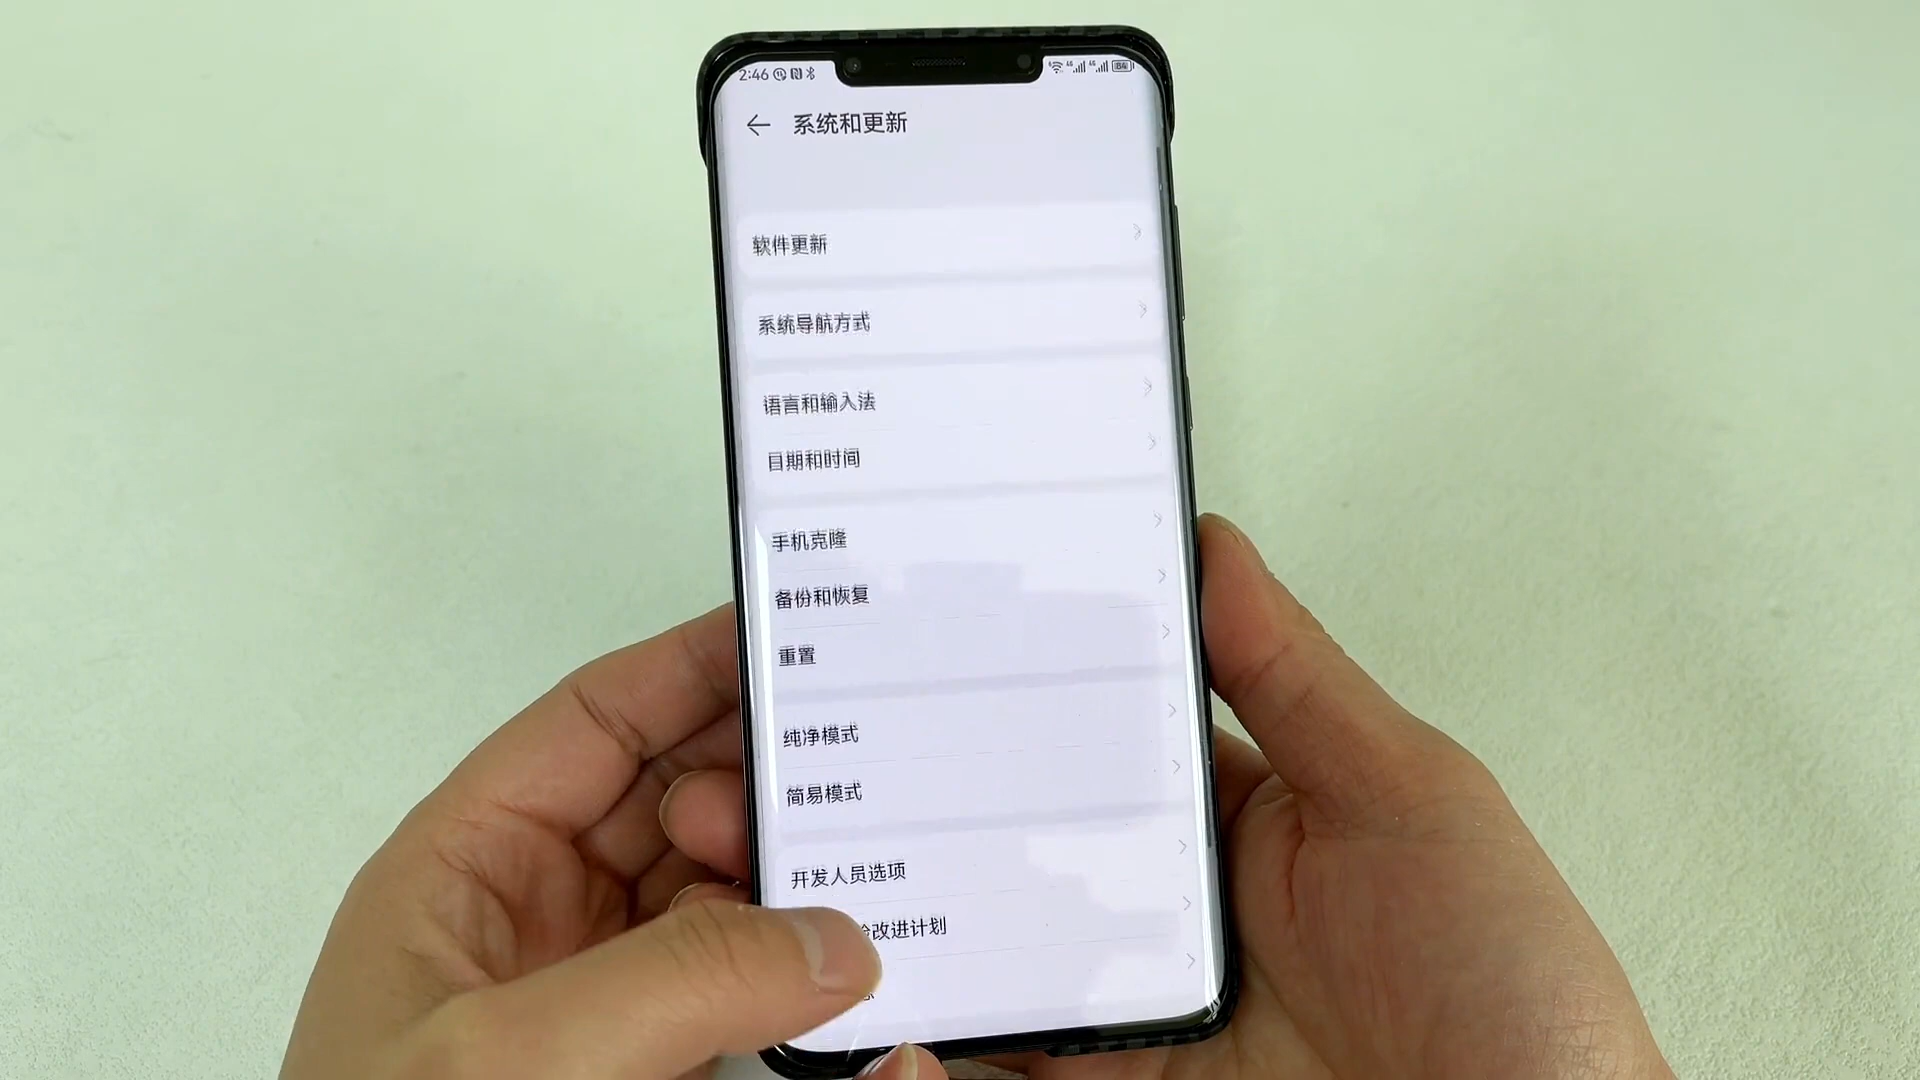 2:46
系统和更新
软件更新
系统导航方式
语言和输入法
日期和时间
手机克隆
备份和恢复
重置
纯净模式
简易模式
开发人员选项
改进计划